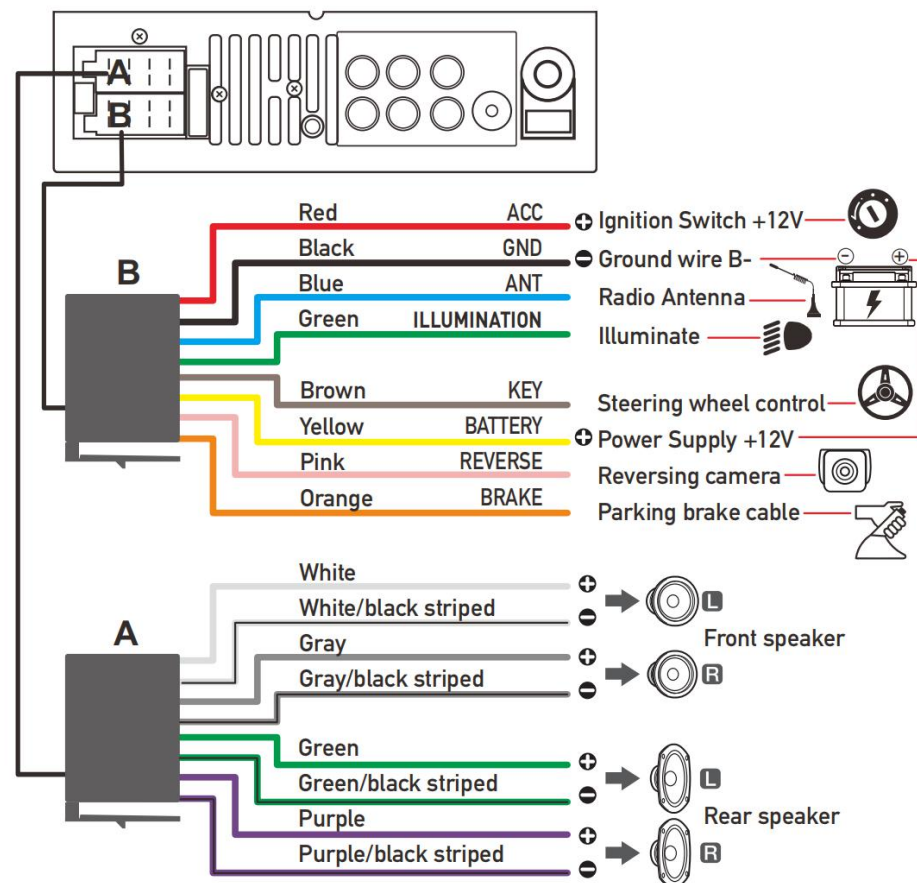 A
B
Red ACC Ignition Switch +12V
Black GND Ground wire B-
B
Blue ANT Radio Antenna
Green ILLUMINATION Illuminate
Brown KEY Steering wheel control
Yellow BATTERY Power Supply +12V
Pink REVERSE Reversing camera
Orange BRAKE Parking brake cable
White
White/black striped L
A
Front speaker
Gray
Gray/black striped R
Green
Green/black striped L
Rear speaker
Purple
Purple/black striped R